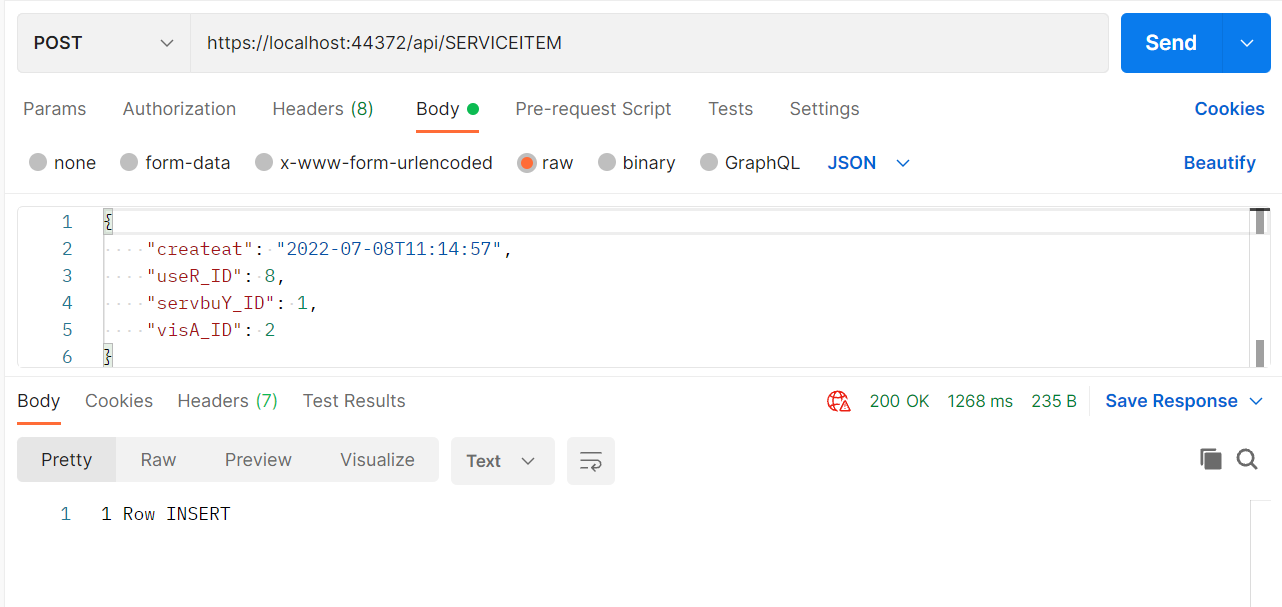 POST https://localhost:44372/api/SERVICEITEM Send
Params Authorization Headers (8) Body Pre-request Script Tests Settings Cookies
none form-data x-www-form-urlencoded raw binary GraphQL JSON Beautify
1 {
2 "createat": "2022-07-08T11:14:57",
3 "useR_ID": 8,
4 "servbuY_ID": 1,
5 "visA_ID": 2
6 }
Body Cookies Headers (7) Test Results 200 OK 1268 ms 235 B Save Response
Pretty Raw Preview Visualize Text
1 1 Row INSERT